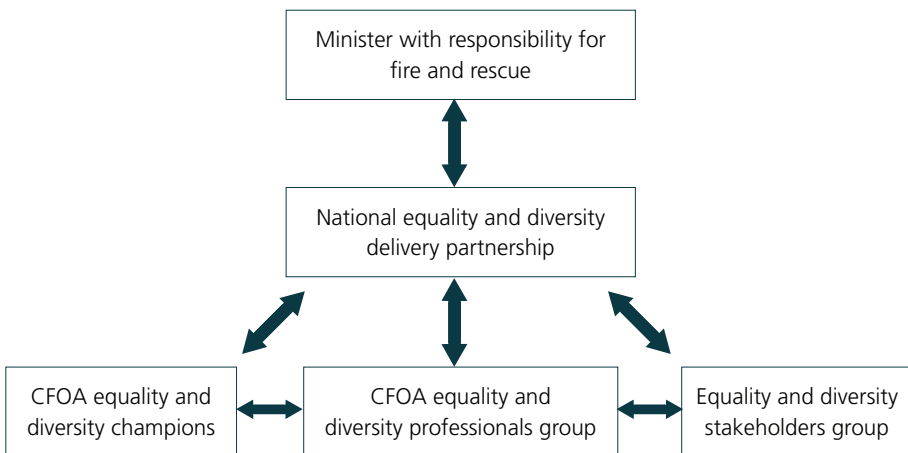 Minister with responsibility for
fire and rescue
National equality and diversity
delivery partnership
CFOA equality and
diversity champions
CFOA equality and
diversity professionals group
Equality and diversity
stakeholders group